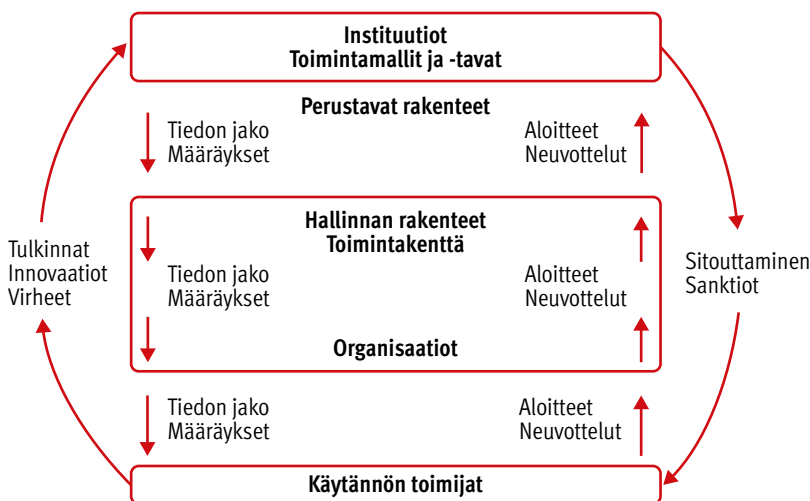 Instituutiot
Toimintamallit ja -tavat
Perustavat rakenteet
Tiedon jako
Määräykset
Aloitteet
Neuvottelut
Hallinnan rakenteet
Toimintakenttä
Tulkinnat
Innovaatiot
Virheet
Tiedon jako
Määräykset
Aloitteet
Neuvottelut
Sitouttaminen
Sanktiot
Organisaatiot
Tiedon jako
Määräykset
Aloitteet
Neuvottelut
Käytännön toimijat